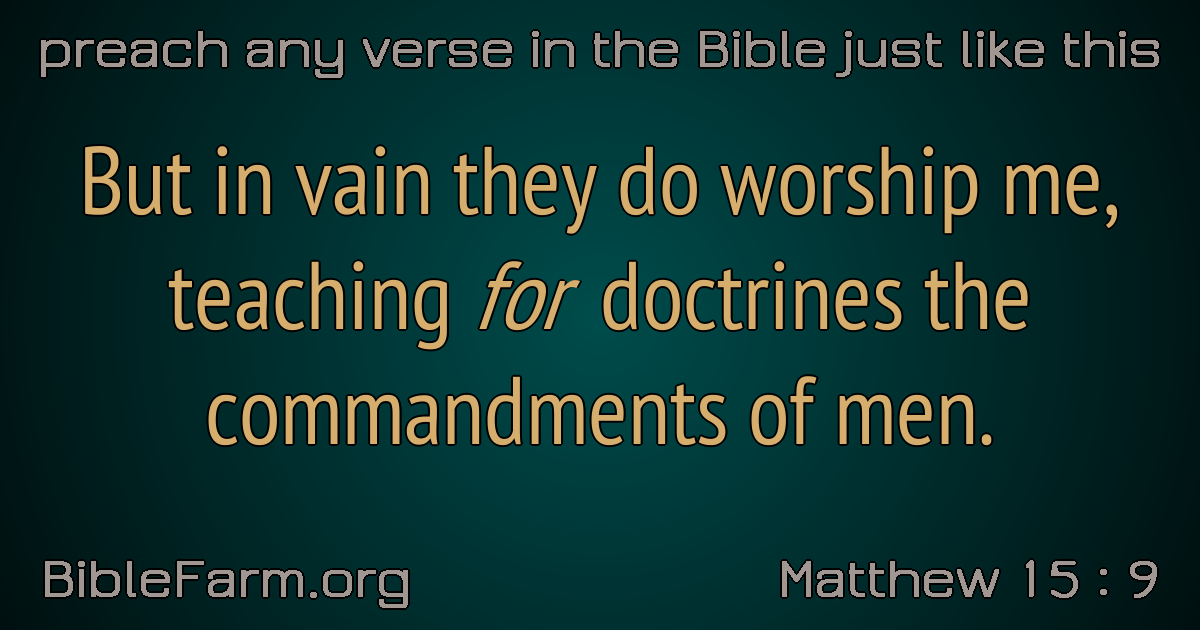 preach any verse in the Bible just like this
But in vain they do worship me,
teaching for doctrines the
commandments of men.
BibleFarm.org
Matthew 15 : 9